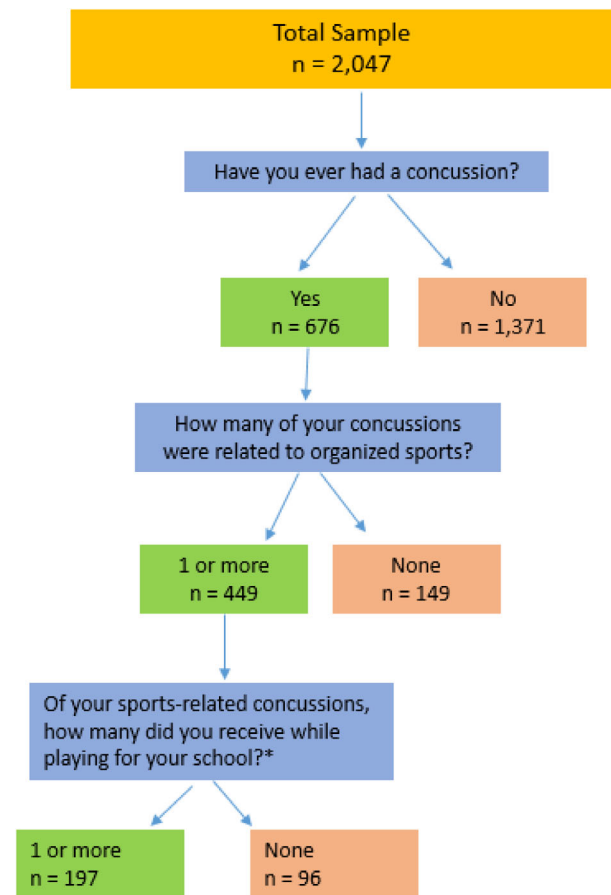 Total Sample
n = 2,047
Have you ever had a concussion?
Yes
n = 676
No
n = 1,371
How many of your concussions
were related to organized sports?
1 or more
n = 449
None
n = 149
Of your sports-related concussions,
how many did you receive while
playing for your school?*
1 or more
n = 197
None
n = 96